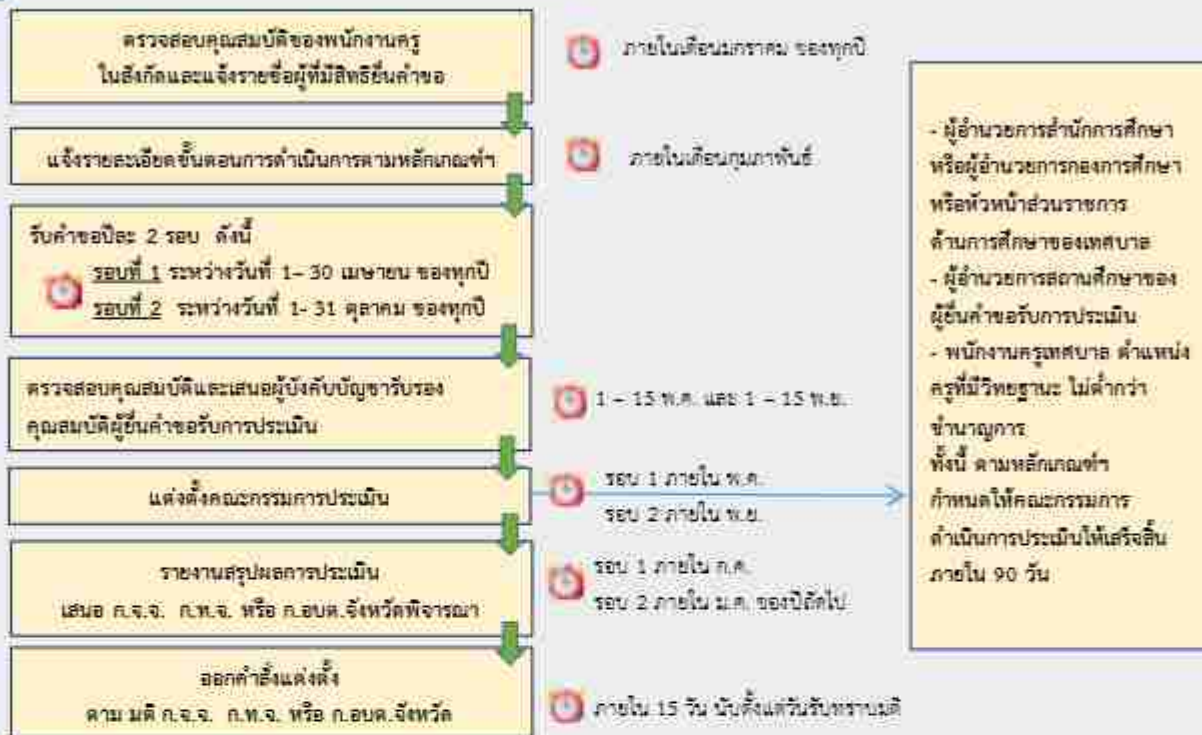 ตรวจสอบคุณสมบัติของพนักงานครู
ในสังกัดและแจ้งรายชื่อผู้ที่มีสิทธิยื่นคำขอ
ภายในเดือนมกราคม ของทุกปี
แจ้งรายละเอียดขั้นตอนการดำเนินการตามหลักเกณฑ์ฯ
ภายในเดือนกุมภาพันธ์
รับคำขอปีละ 2 รอบ ดังนี้
รอบที่ 1 ระหว่างวันที่ 1- 30 เมษายน ของทุกปี
รอบที่ 2 ระหว่างวันที่ 1- 31 ตุลาคม ของทุกปี
ตรวจสอบคุณสมบัติและเสนอผู้บังคับบัญชารับรอง
คุณสมบัติผู้ยื่นคำขอรับการประเมิน
1 – 15 พ.ค. และ 1 – 15 พ.ย.
แต่งตั้งคณะกรรมการประเมิน
รอบ 1 ภายใน พ.ค.
รอบ 2 ภายใน พ.ย.
รายงานสรุปผลการประเมิน
เสนอ ก.จ.จ. ก.ท.จ. หรือ ก.อบต.จังหวัดพิจารณา
รอบ 1 ภายใน ก.ค.
รอบ 2 ภายใน ม.ค. ของปีถัดไป
ออกคำสั่งแต่งตั้ง
ตาม มติ ก.จ.จ. ก.ท.จ. หรือ ก.อบต.จังหวัด
ภายใน 15 วัน นับตั้งแต่วันรับทราบมติ
- ผู้อำนวยการสำนักการศึกษา
หรือผู้อำนวยการกองการศึกษา
หรือหัวหน้าส่วนราชการ
ด้านการศึกษาของเทศบาล
- ผู้อำนวยการสถานศึกษาของ
ผู้ยื่นคำขอรับการประเมิน
- พนักงานครูเทศบาล ตำแหน่ง
ครูที่มีวิทยฐานะ ไม่ต่ำกว่า
ชำนาญการ
ทั้งนี้ ตามหลักเกณฑ์ฯ
กำหนดให้คณะกรรมการ
ดำเนินการประเมินให้เสร็จสิ้น
ภายใน 90 วัน